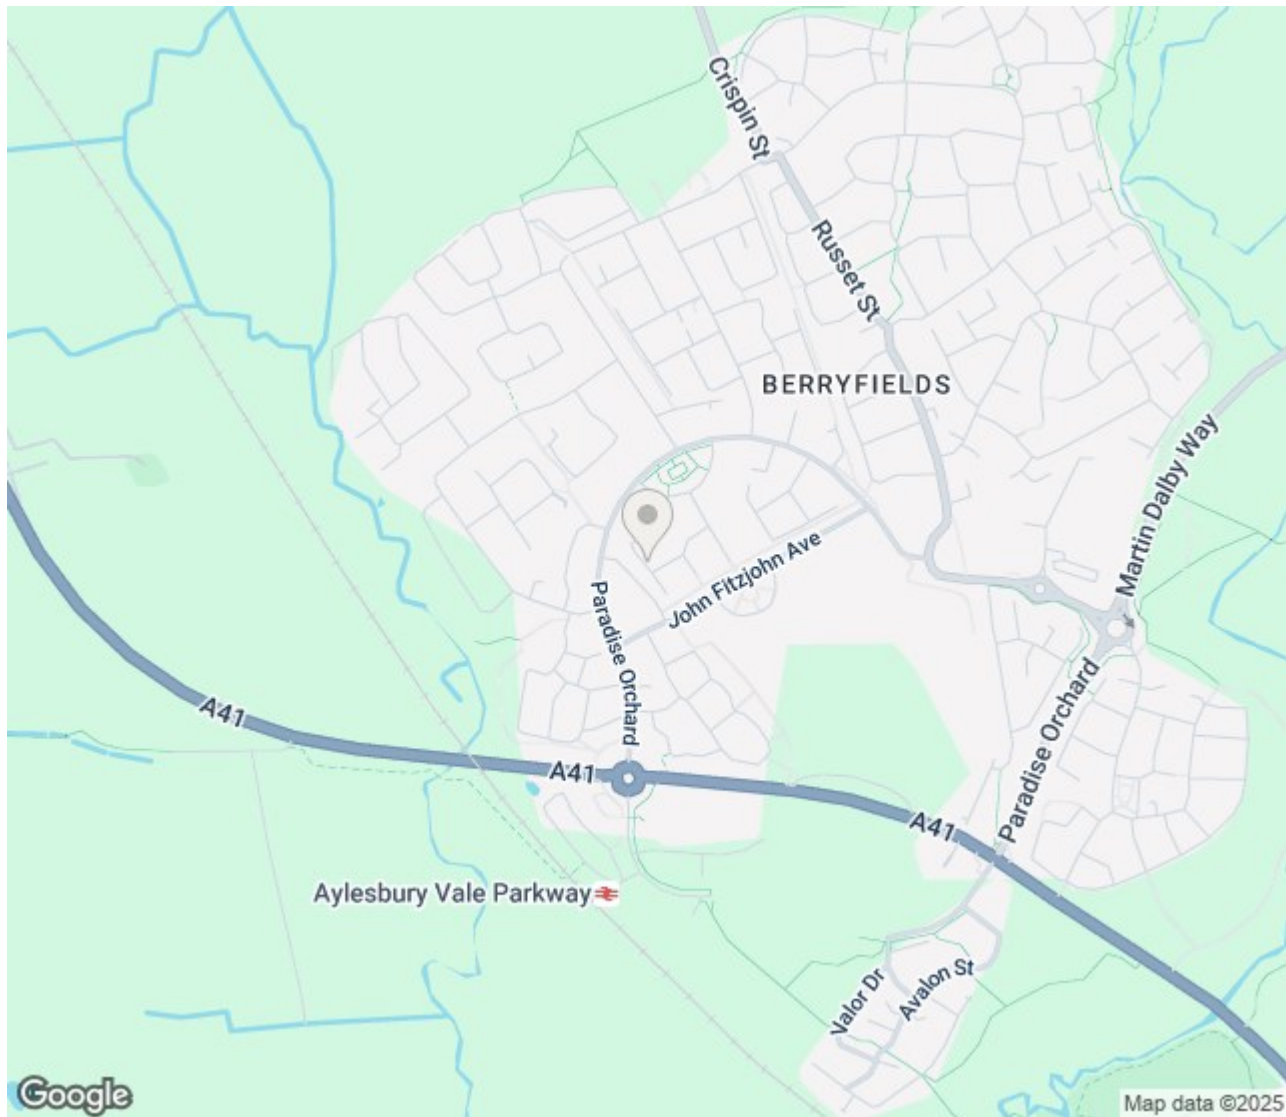 Crispin St
Russet St
BERRYFIELDS
Martin Dalby Way
John Fitzjohn Ave
Paradise Orchard
Paradise Orchard
A41
A41
A41
Aylesbury Vale Parkway
Valor Dr
Avalon St
Google
Map data ©2025